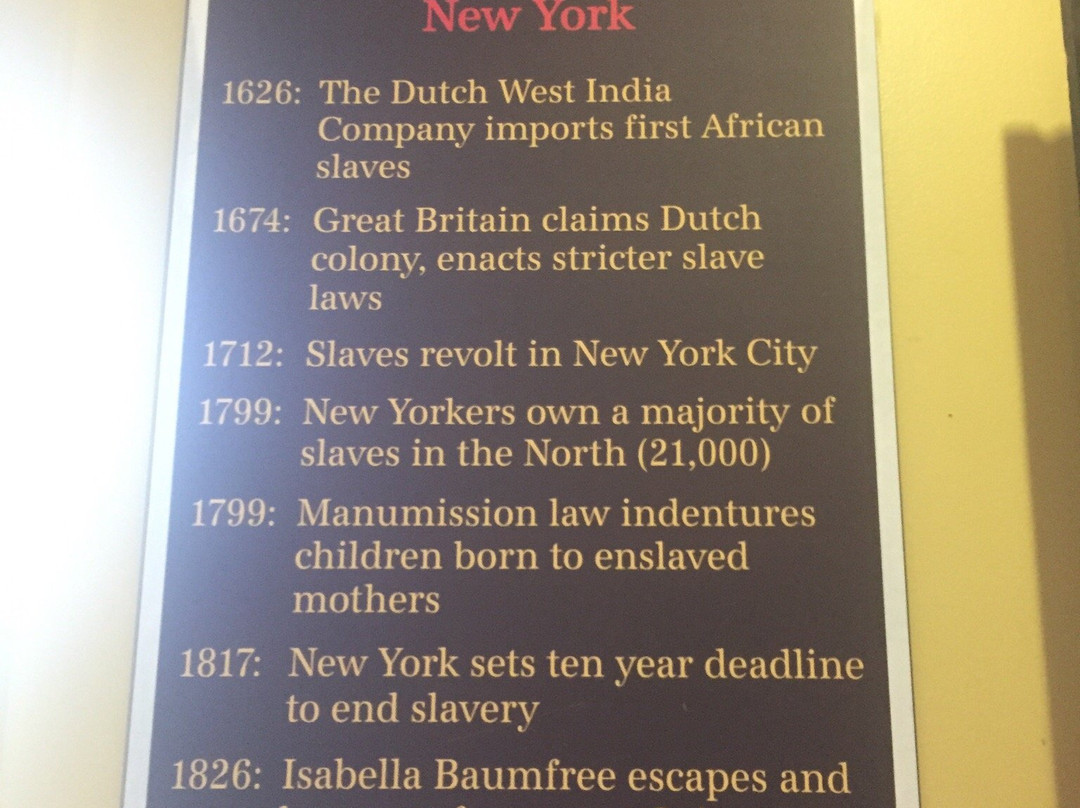 New York
1626: The Dutch West India
Company imports first African
slaves
1674: Great Britain claims Dutch
colony, enacts stricter slave
laws
1712: Slaves revolt in New York City
1799: New Yorkers own a majority of
slaves in the North (21,000)
1799: Manumission law indentures
children born to enslaved
mothers
1817: New York sets ten year deadline
to end slavery
1826: Isabella Baumfree escapes and